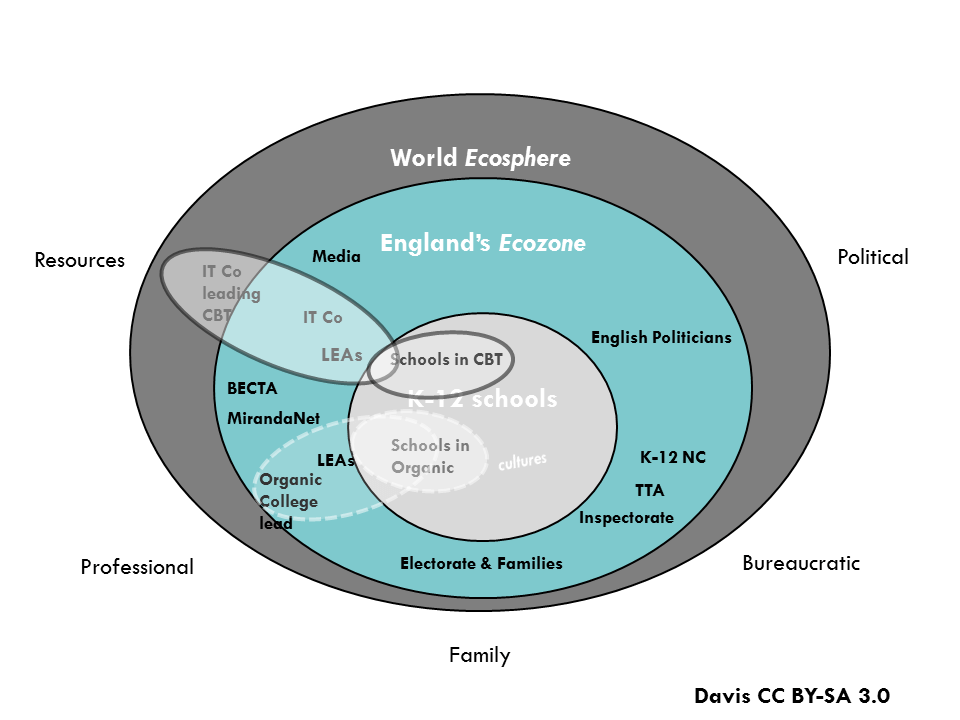 World Ecosphere
England's Ecozone
Resources
Political
Media
IT Co
leading
CBT
IT Co
LEAs
English Politicians
Schools in CBT
BECTA
K-12 schools
MirandaNet
Schools in
Organic
cultures
LEAs
K-12 NC
Organic
College
lead
TTA
Inspectorate
Electorate & Families
Professional
Bureaucratic
Family
Davis CC BY-SA 3.0